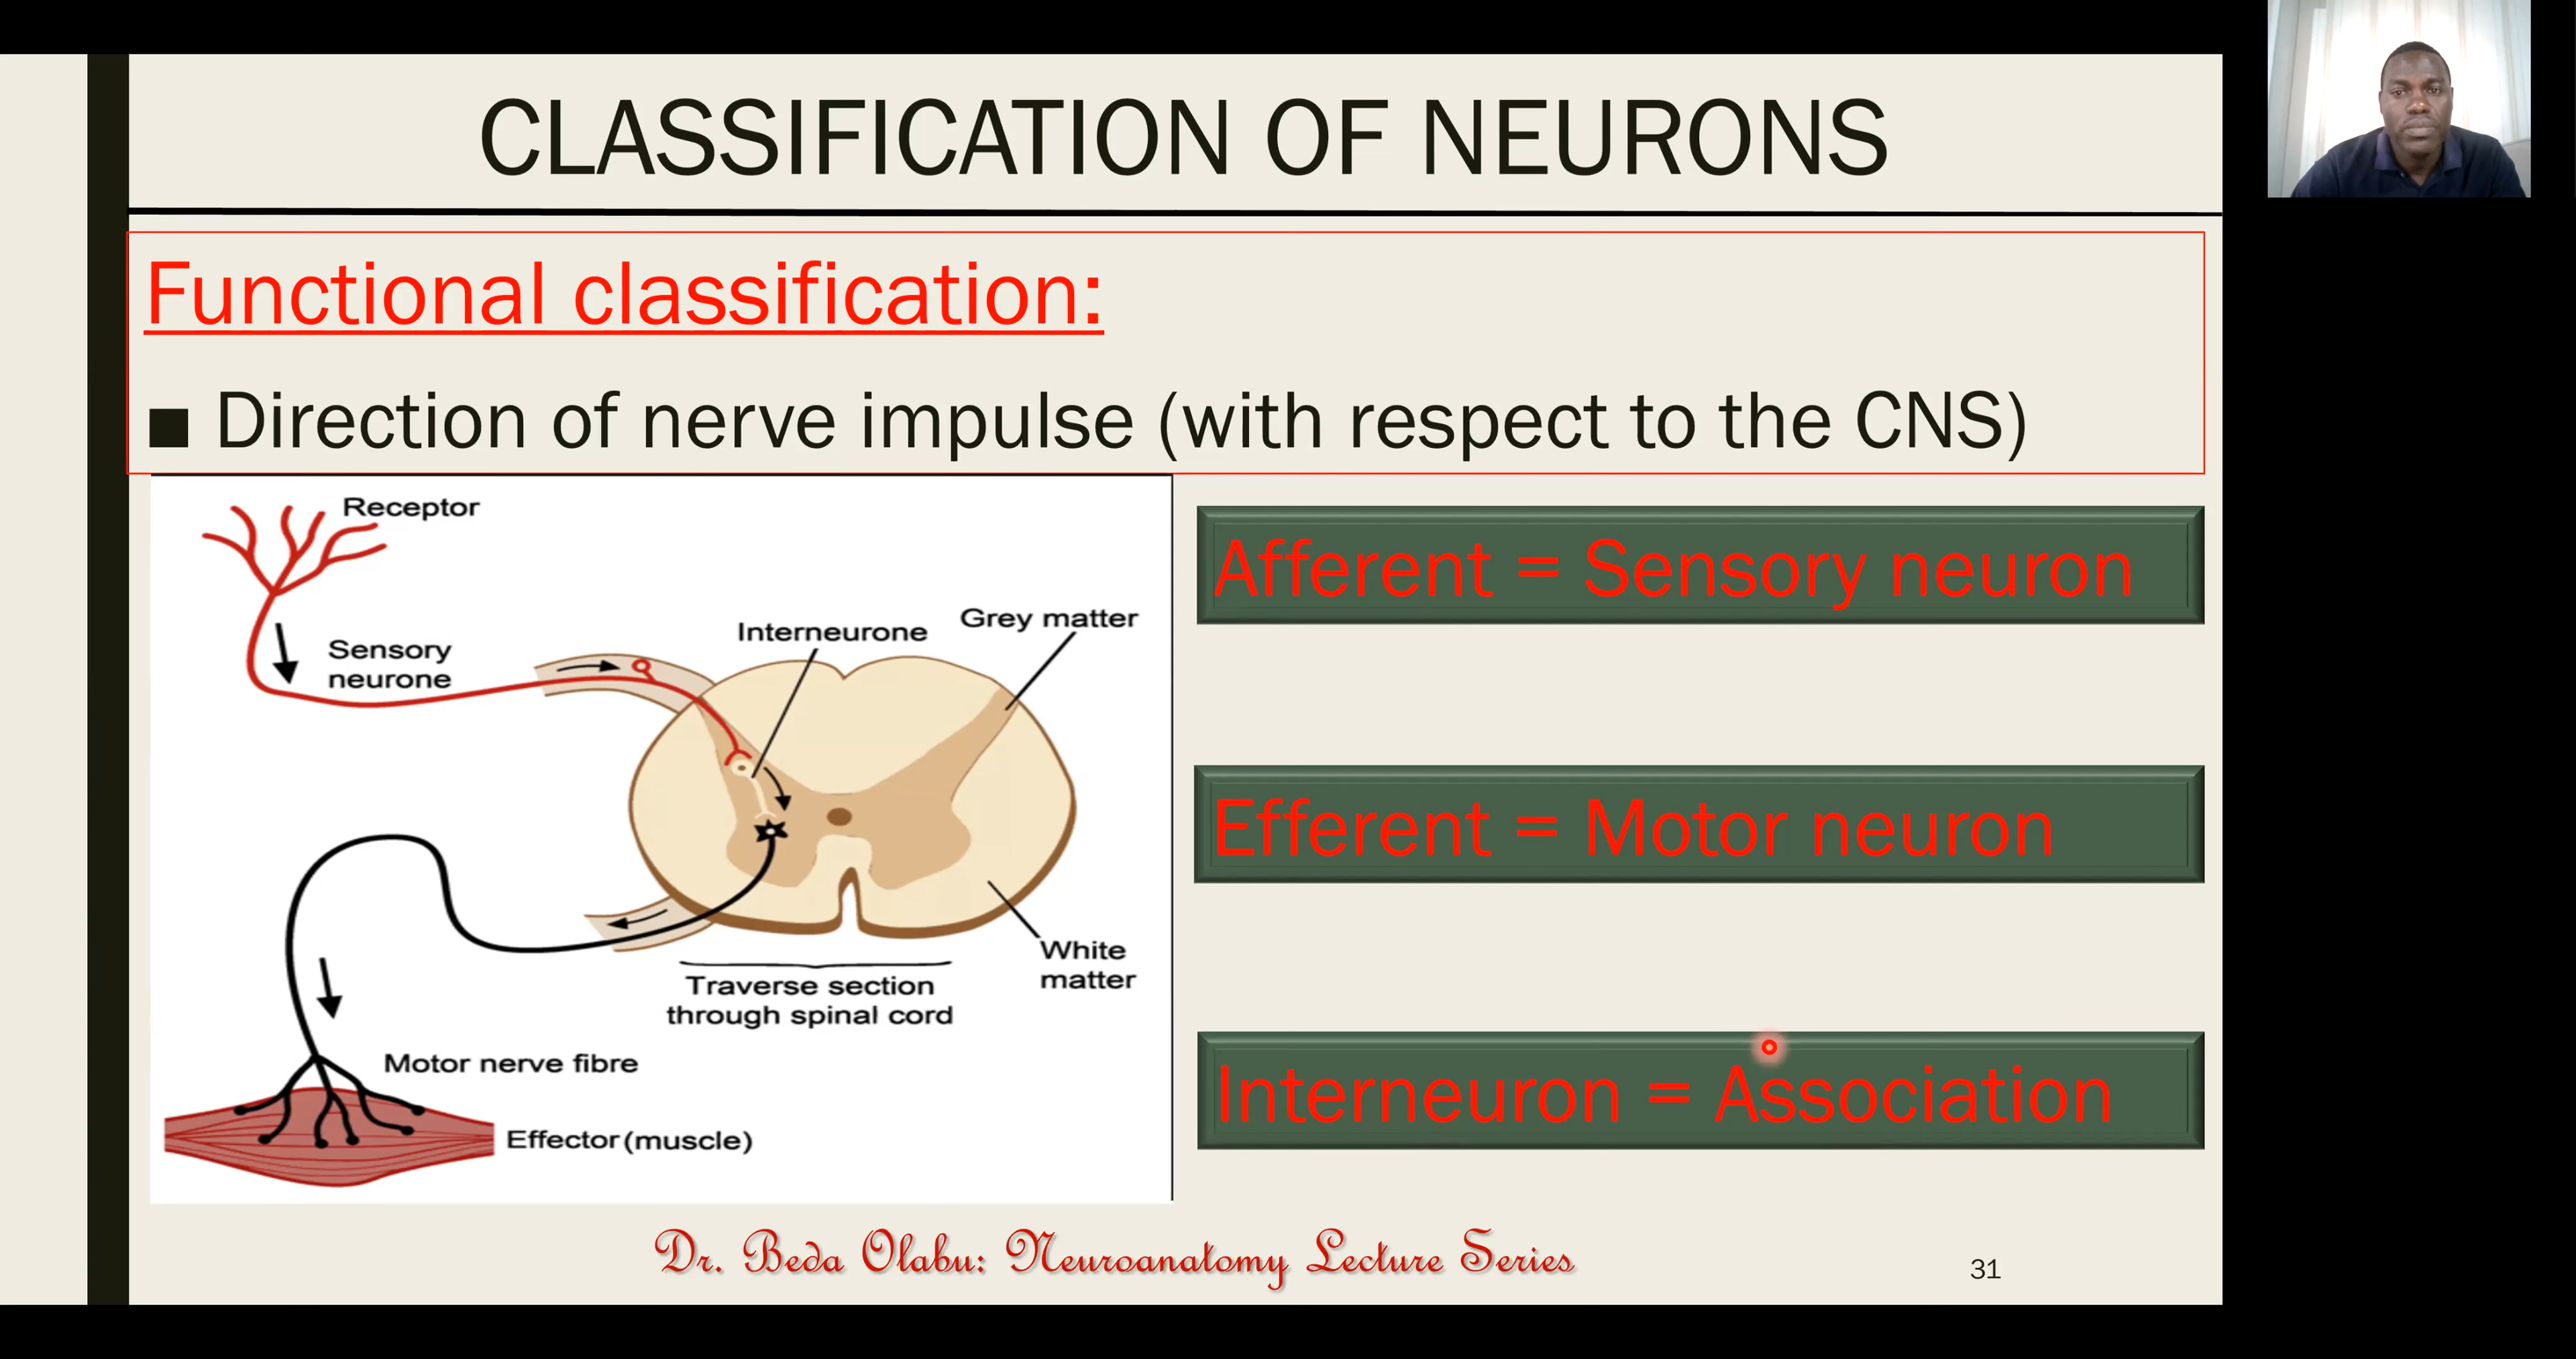 CLASSIFICATION OF NEURONS
Functional classification:
■ Direction of nerve impulse (with respect to the CNS)
Receptor
Sensory
neurone
Interneurone
Grey matter
White
matter
Traverse section
through spinal cord
Motor nerve fibre
Effector (muscle)
Afferent = Sensory neuron
Efferent = Motor neuron
Interneuron = Association
Dr. Beda Olabu: Neuroanatomy Lecture Series
31